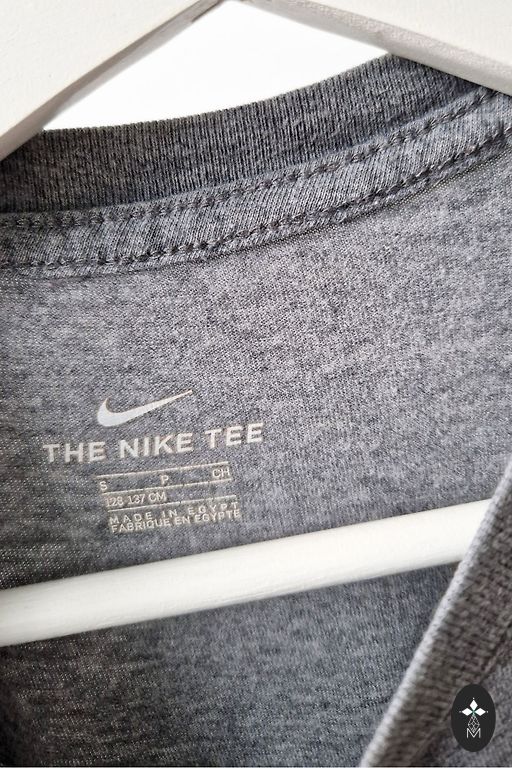 THE NIKE TEE
S P CH
128-137 CM
MADE IN EGYPT
FABRIQUE EN EGYPTE
M